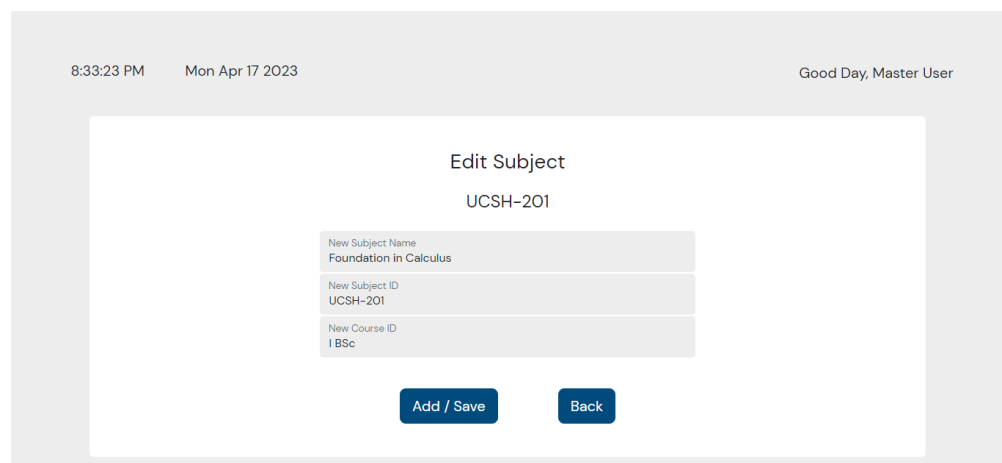 8:33:23 PM Mon Apr 17 2023 Good Day, Master User
Edit Subject
UCSH-201
New Subject Name
Foundation in Calculus
New Subject ID
UCSH-201
New Course ID
I BSc
Add / Save Back